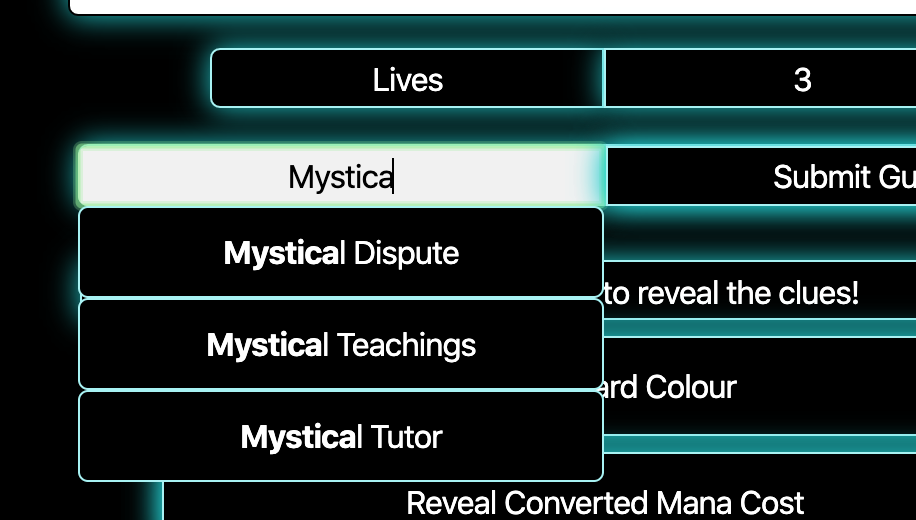 Lives
3
Mystica
Submit Gu
Mystical Dispute
to reveal the clues!
Mystical Teachings
ard Colour
Mystical Tutor
Reveal Converted Mana Cost